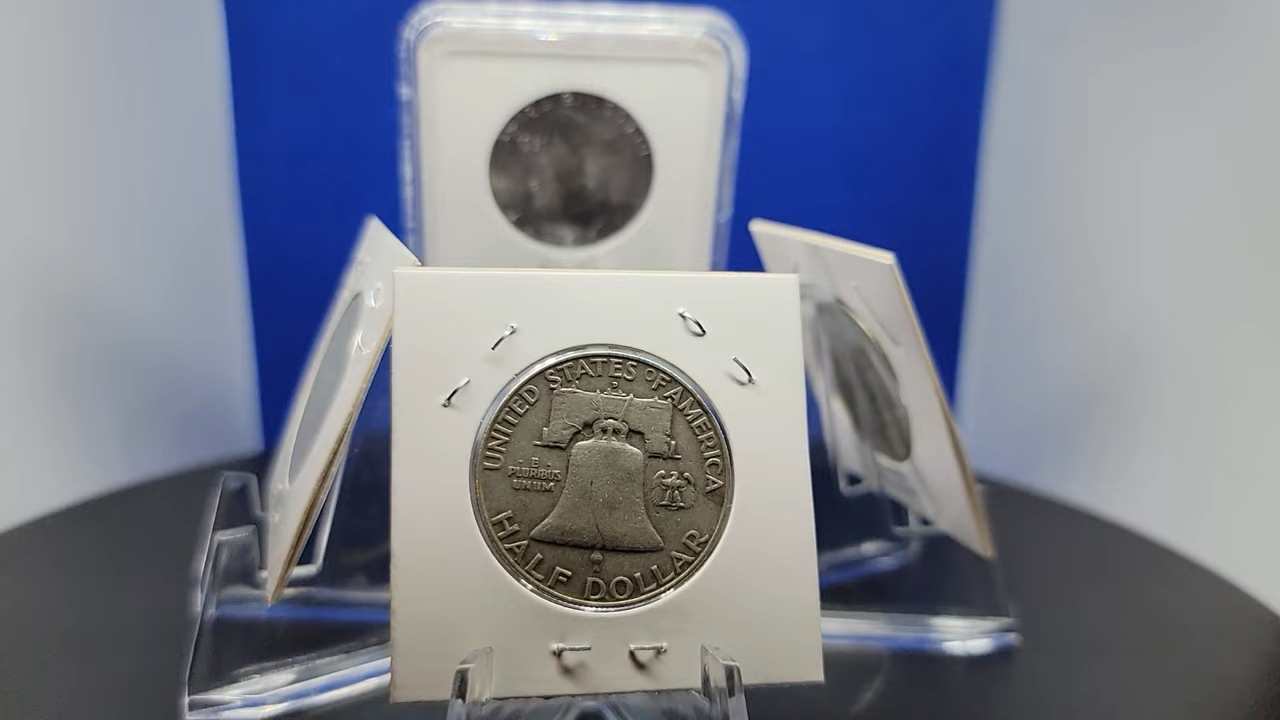 UNITED STATES OF AMERICA
D
E
PLURIBUS
UNUM
HALF DOLLAR